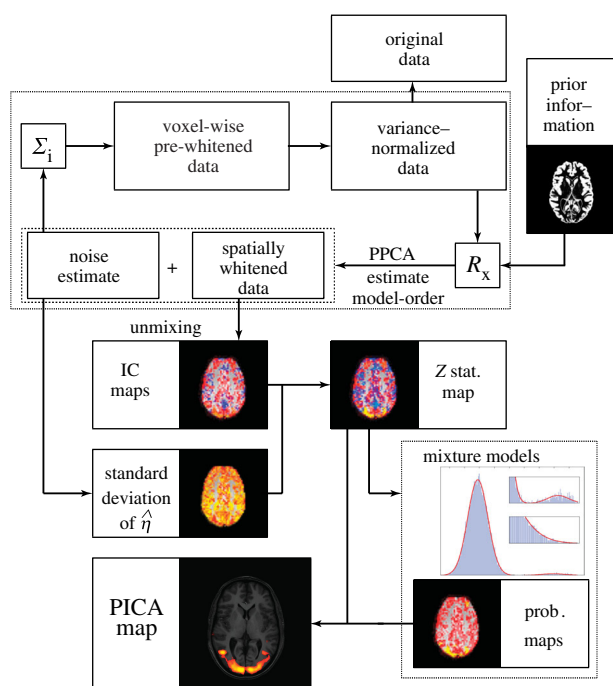 original
data
prior
infor–
mation
Σi
voxel-wise
pre-whitened
data
variance–
normalized
data
noise
estimate
+
spatially
whitened
data
PPCA
estimate
model-order
Rx
unmixing
IC
maps
Z stat.
map
standard
deviation
of η̂
mixture models
PICA
map
prob.
maps